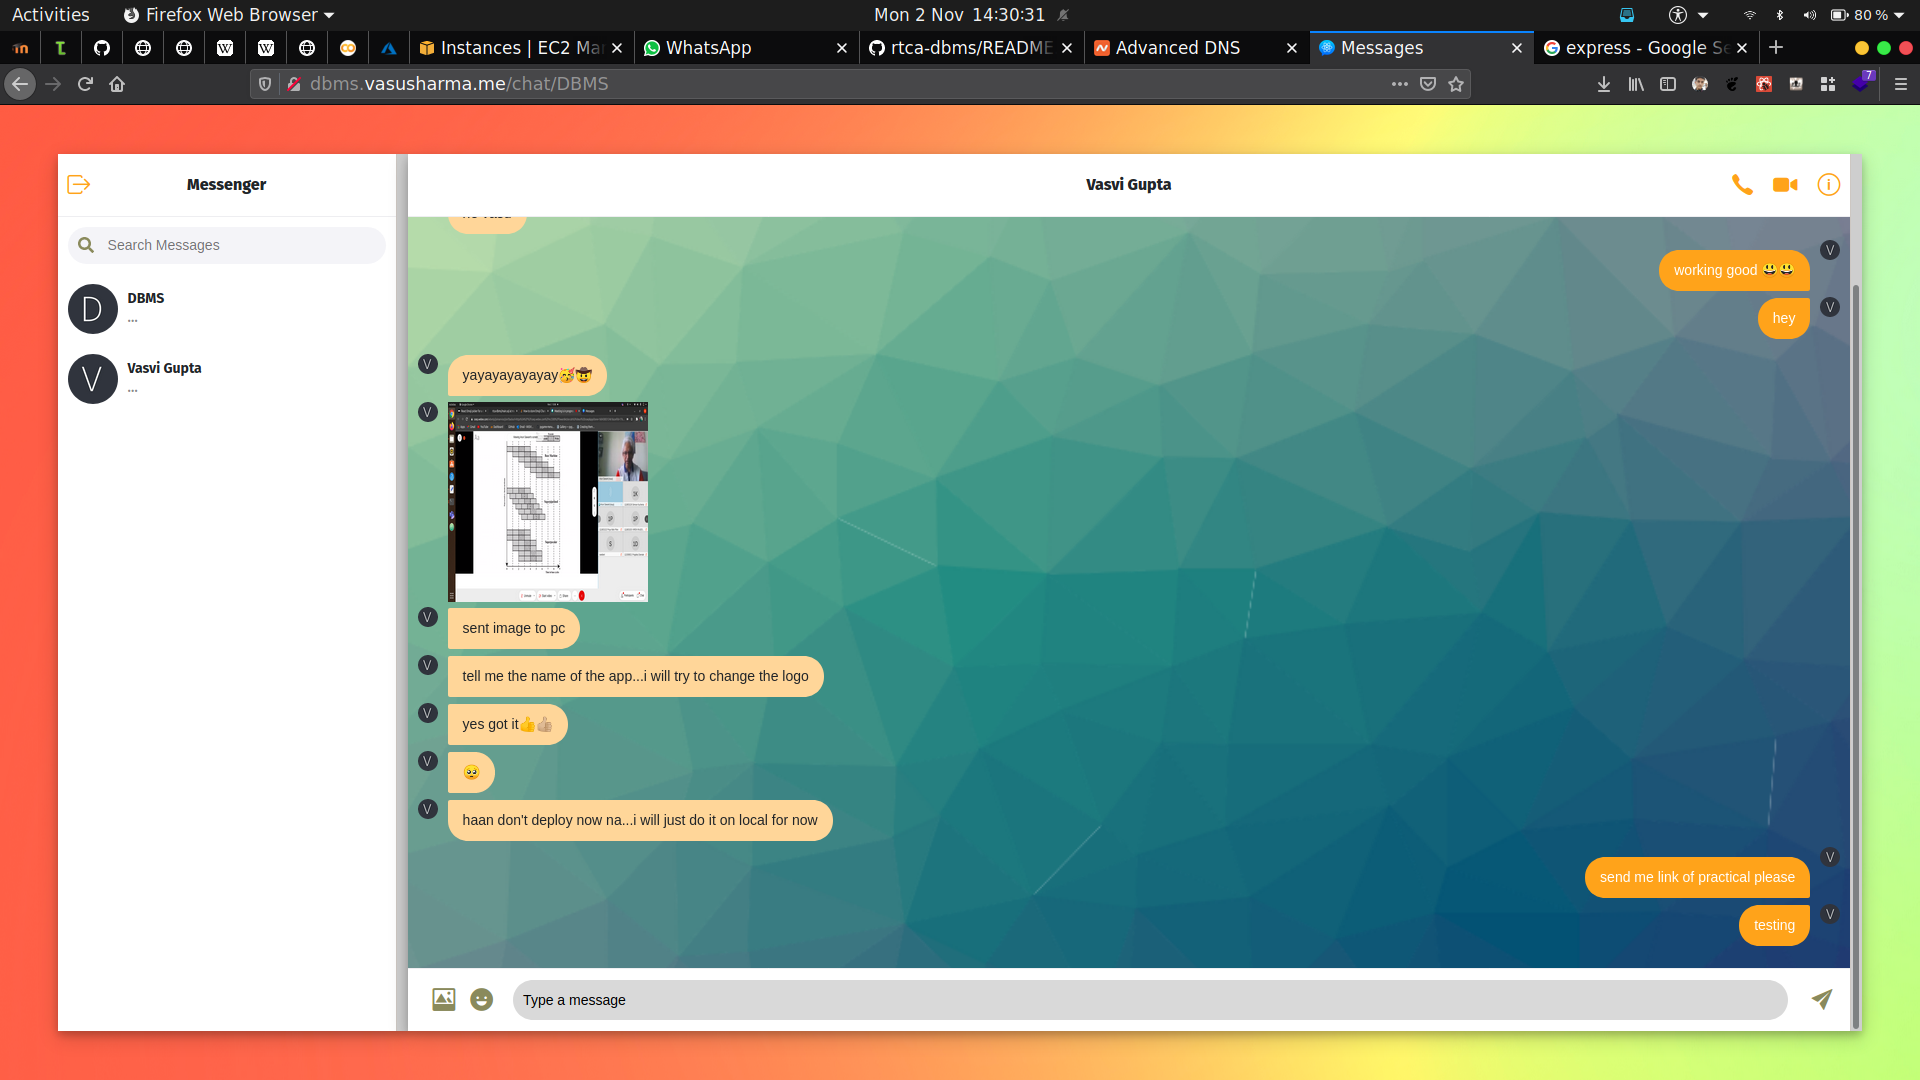 Activities
Firefox Web Browser
Mon 2 Nov 14:30:31
80 %
Instances | EC2 Ma
WhatsApp
rtca-dbms/README
Advanced DNS
Messages
express - Google Se
dbms.vasusharma.me/chat/DBMS
7
Messenger
Vasvi Gupta
Search Messages
D
DBMS
...
V
Vasvi Gupta
...
V
working good 😃😃
V
hey
V
yayayayayayay🥳🤠
V
V
sent image to pc
V
tell me the name of the app...i will try to change the logo
V
yes got it👍👍🏼
V
🥺
V
haan don't deploy now na...i will just do it on local for now
V
send me link of practical please
V
testing
Type a message